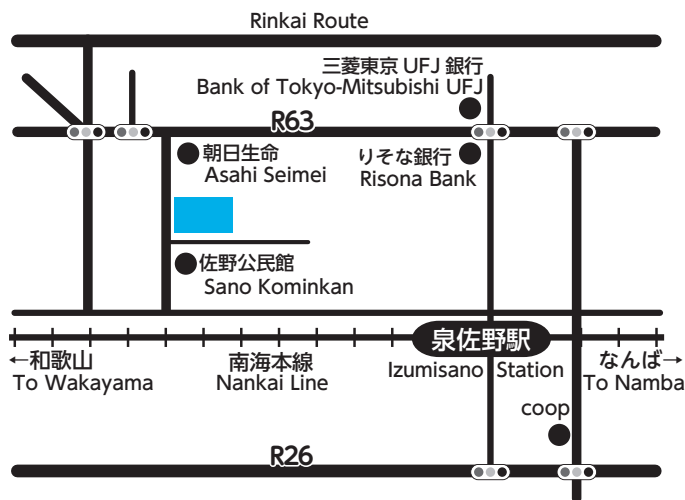 Rinkai Route
三菱東京 UFJ 銀行
Bank of Tokyo-Mitsubishi UFJ
R63
朝日生命
Asahi Seimei
りそな銀行
Risona Bank
佐野公民館
Sano Kominkan
泉佐野駅
←和歌山
To Wakayama
南海本線
Nankai Line
Izumisano Station
なんば→
To Namba
coop
R26